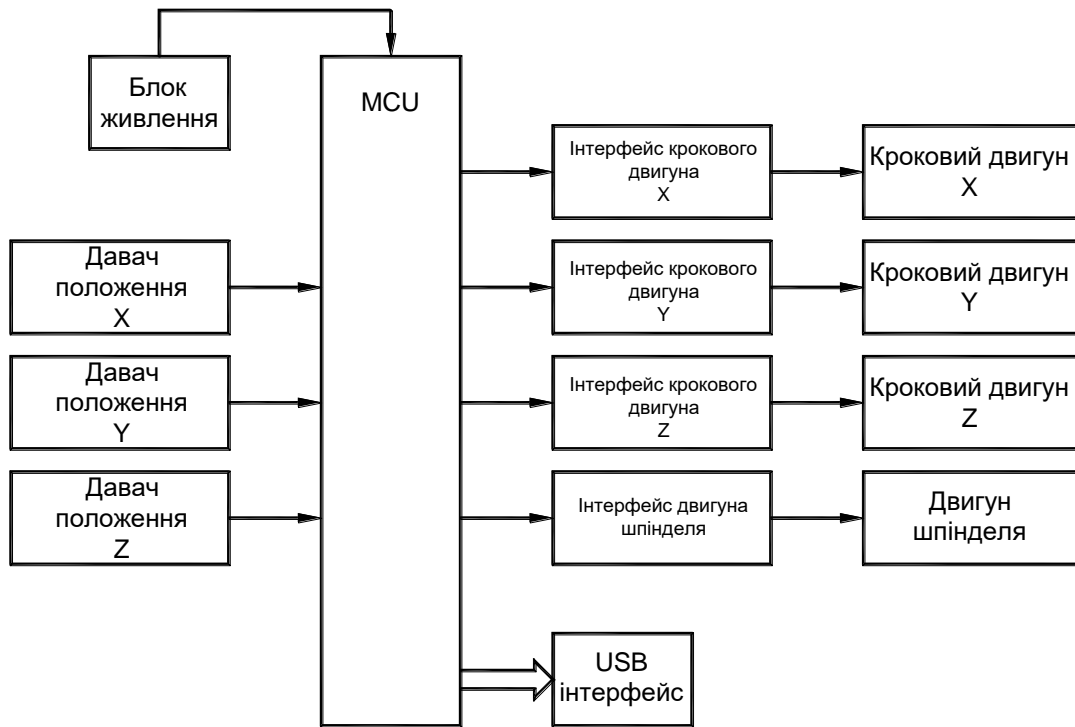 Блок
живлення
MCU
Інтерфейс крокового
двигуна
X
Кроковий двигун
X
Давач
положення
X
Інтерфейс крокового
двигуна
Y
Кроковий двигун
Y
Давач
положення
Y
Інтерфейс крокового
двигуна
Z
Кроковий двигун
Z
Давач
положення
Z
Інтерфейс двигуна
шпінделя
Двигун
шпінделя
USB
інтерфейс